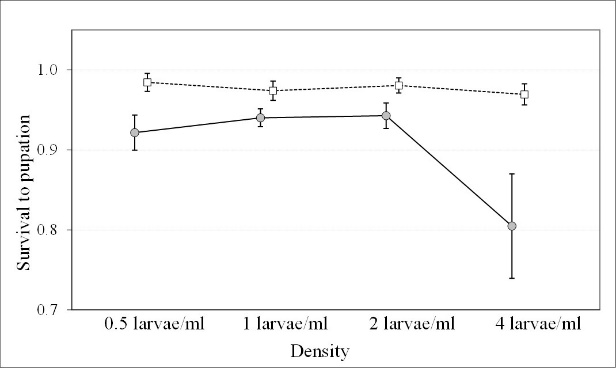 Survival to pupation
1.0
0.9
0.8
0.7
0.5 larvae/ml 1 larvae/ml 2 larvae/ml 4 larvae/ml
Density